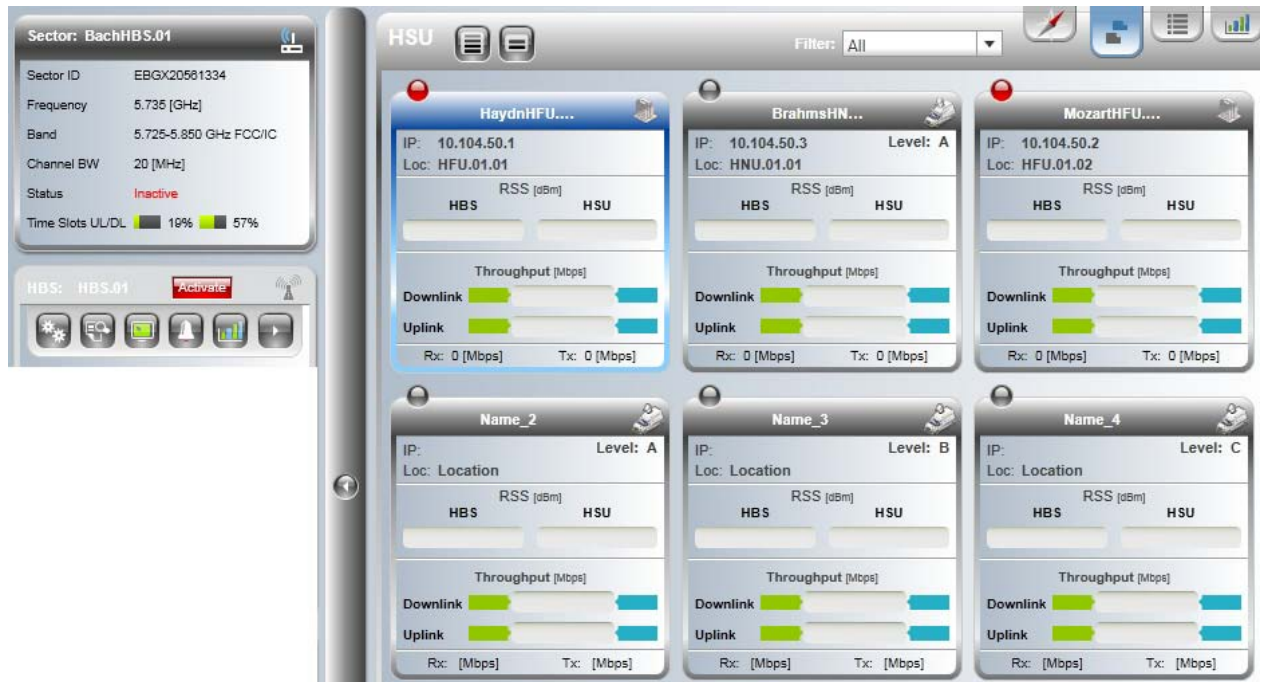 Sector: BachHBS.01
Sector ID EBGX20561334
Frequency 5.735 [GHz]
Band 5.725-5.850 GHz FCC/IC
Channel BW 20 [MHz]
Status Inactive
Time Slots UL/DL 19% 57%
HBS: HBS.01 Activate
HSU Filter: All
HaydnHFU....
IP: 10.104.50.1
Loc: HFU.01.01
RSS [dBm]
HBS HSU
Throughput [Mbps]
Downlink
Uplink
Rx: 0 [Mbps] Tx: 0 [Mbps]
BrahmsHN...
IP: 10.104.50.3 Level: A
Loc: HNU.01.01
RSS [dBm]
HBS HSU
Throughput [Mbps]
Downlink
Uplink
Rx: 0 [Mbps] Tx: 0 [Mbps]
MozartHFU....
IP: 10.104.50.2
Loc: HFU.01.02
RSS [dBm]
HBS HSU
Throughput [Mbps]
Downlink
Uplink
Rx: 0 [Mbps] Tx: 0 [Mbps]
Name_2
IP: Level: A
Loc: Location
RSS [dBm]
HBS HSU
Throughput [Mbps]
Downlink
Uplink
Rx: [Mbps] Tx: [Mbps]
Name_3
IP: Level: B
Loc: Location
RSS [dBm]
HBS HSU
Throughput [Mbps]
Downlink
Uplink
Rx: [Mbps] Tx: [Mbps]
Name_4
IP: Level: C
Loc: Location
RSS [dBm]
HBS HSU
Throughput [Mbps]
Downlink
Uplink
Rx: [Mbps] Tx: [Mbps]